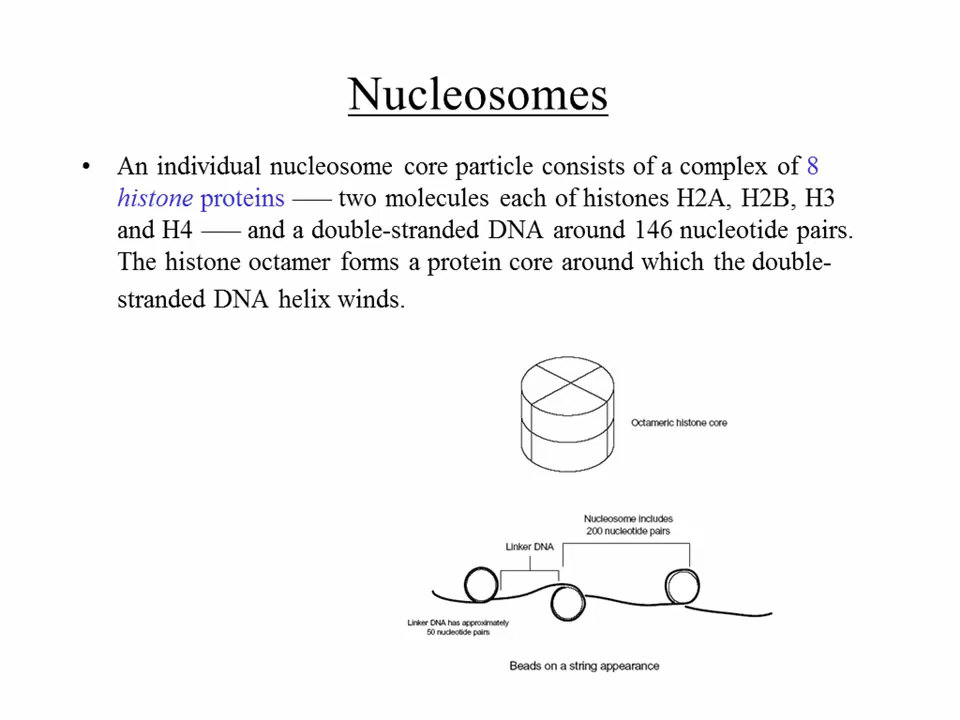 Nucleosomes
• An individual nucleosome core particle consists of a complex of 8
histone proteins —– two molecules each of histones H2A, H2B, H3
and H4 —– and a double-stranded DNA around 146 nucleotide pairs.
The histone octamer forms a protein core around which the double-
stranded DNA helix winds.
Octameric histone core
Nucleosome includes
200 nucleotide pairs
Linker DNA
Linker DNA has approximately
50 nucleotide pairs
Beads on a string appearance